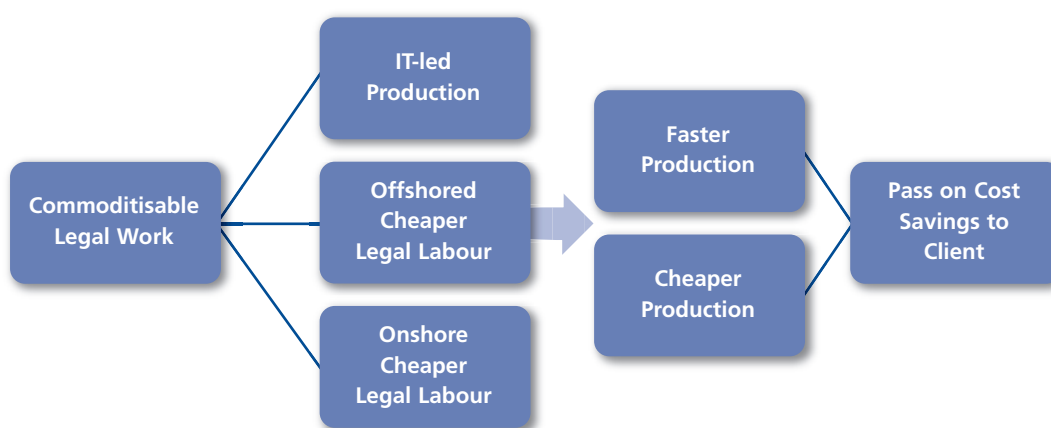 Commoditisable
Legal Work
IT-led
Production
Offshored
Cheaper
Legal Labour
Onshore
Cheaper
Legal Labour
Faster
Production
Cheaper
Production
Pass on Cost
Savings to
Client